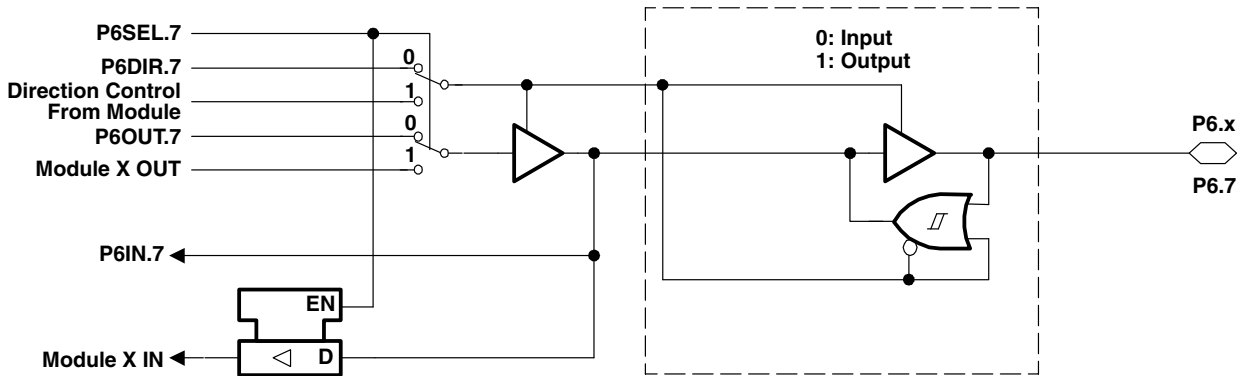 P6SEL.7
P6DIR.7
Direction Control
From Module
P6OUT.7
Module X OUT
P6IN.7
Module X IN
0
1
0
1
EN
D
0: Input
1: Output
P6.x
P6.7